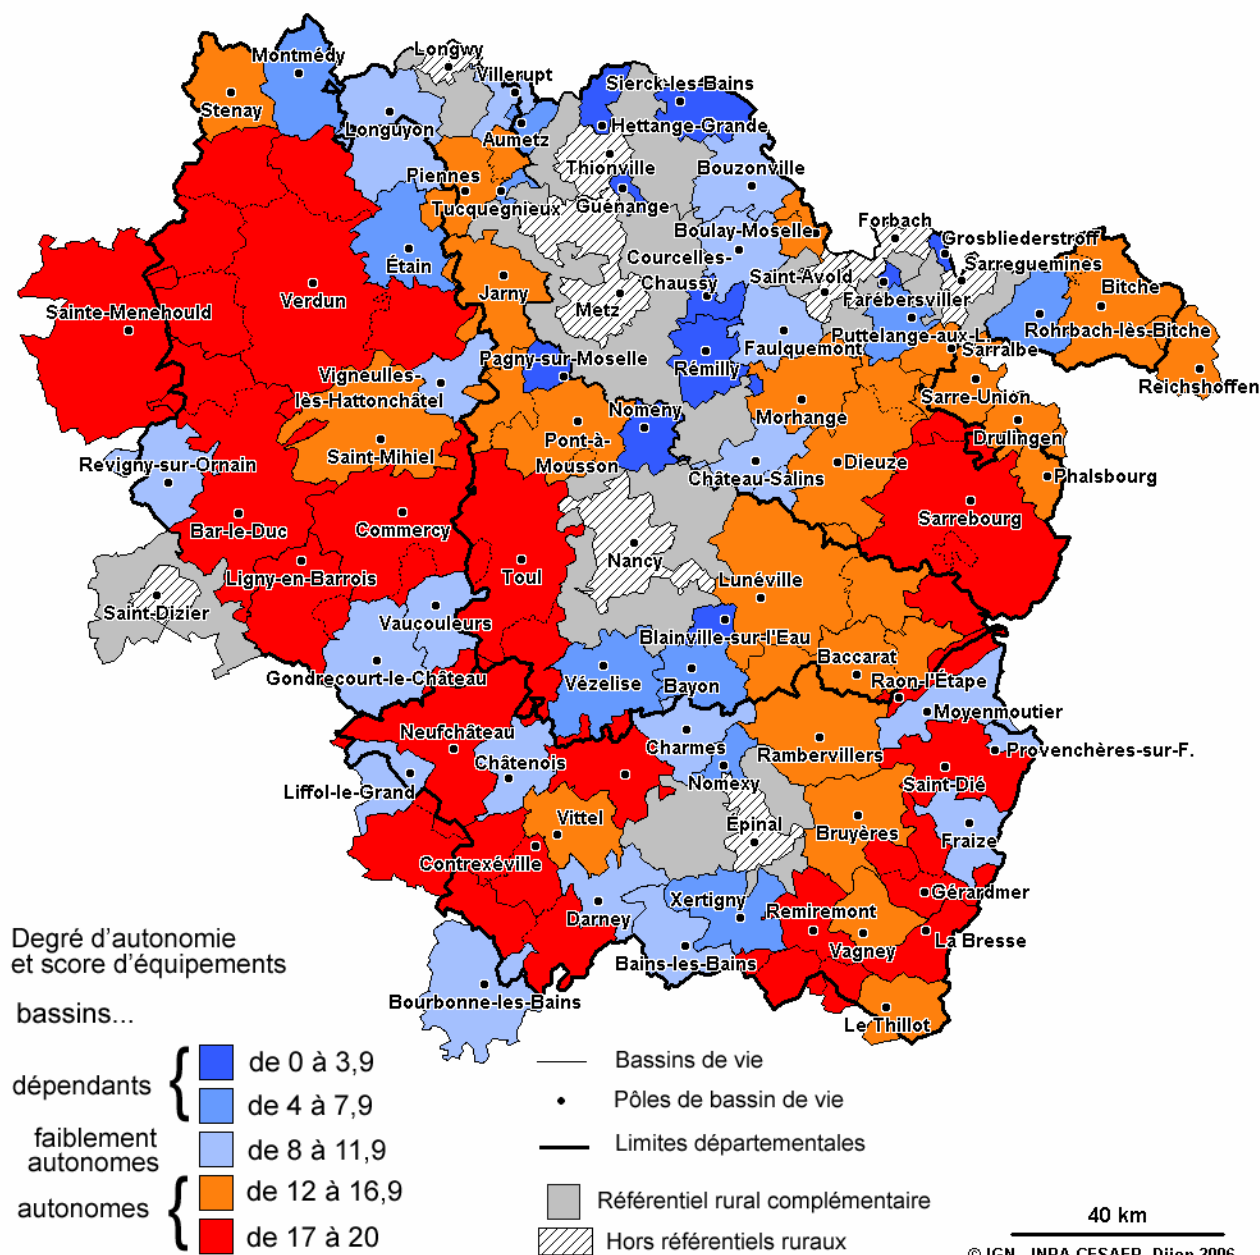 Longwy
Montmédy
Villerupt
Sierck-les-Bains
Stenay
Longuyon
Aumetz
Hettange-Grande
Thionville
Bouzonville
Piennes
Tucquegnieux
Guénange
Forbach
Boulay-Moselle
Grosbliederstroff
Courcelles-
Chaussy
Étain
Saint-Avold
Sarreguemines
Jarny
Farébersviller
Bitche
Verdun
Metz
Sainte-Menehould
Puttelange-aux-L.
Rohrbach-lès-Bitche
Faulquemont
Sarralbe
Pagny-sur-Moselle
Rémilly
Vigneulles-
lès-Hattonchâtel
Reichshoffen
Sarre-Union
Nomeny
Morhange
Pont-à-
Mousson
Drulingen
Saint-Mihiel
Revigny-sur-Ornain
Dieuze
Château-Salins
Phalsbourg
Sarrebourg
Bar-le-Duc
Commercy
Nancy
Ligny-en-Barrois
Toul
Lunéville
Saint-Dizier
Vaucouleurs
Blainville-sur-l'Eau
Baccarat
Gondrecourt-le-Château
Vézelise
Bayon
Raon-l'Étape
Moyenmoutier
Neufchâteau
Charmes
Rambervillers
Provenchères-sur-F.
Châtenois
Nomexy
Saint-Dié
Liffol-le-Grand
Vittel
Épinal
Bruyères
Fraize
Contrexéville
Gérardmer
Xertigny
Remiremont
Darney
La Bresse
Vagney
Bains-les-Bains
Bourbonne-les-Bains
Le Thillot
Degré d'autonomie
et score d'équipements
bassins...
dépendants
de 0 à 3,9
de 4 à 7,9
faiblement
autonomes
de 8 à 11,9
autonomes
de 12 à 16,9
de 17 à 20
Bassins de vie
Pôles de bassin de vie
Limites départementales
Référentiel rural complémentaire
Hors référentiels ruraux
40 km
© IGN - INRA CESAER, Dijon 2006